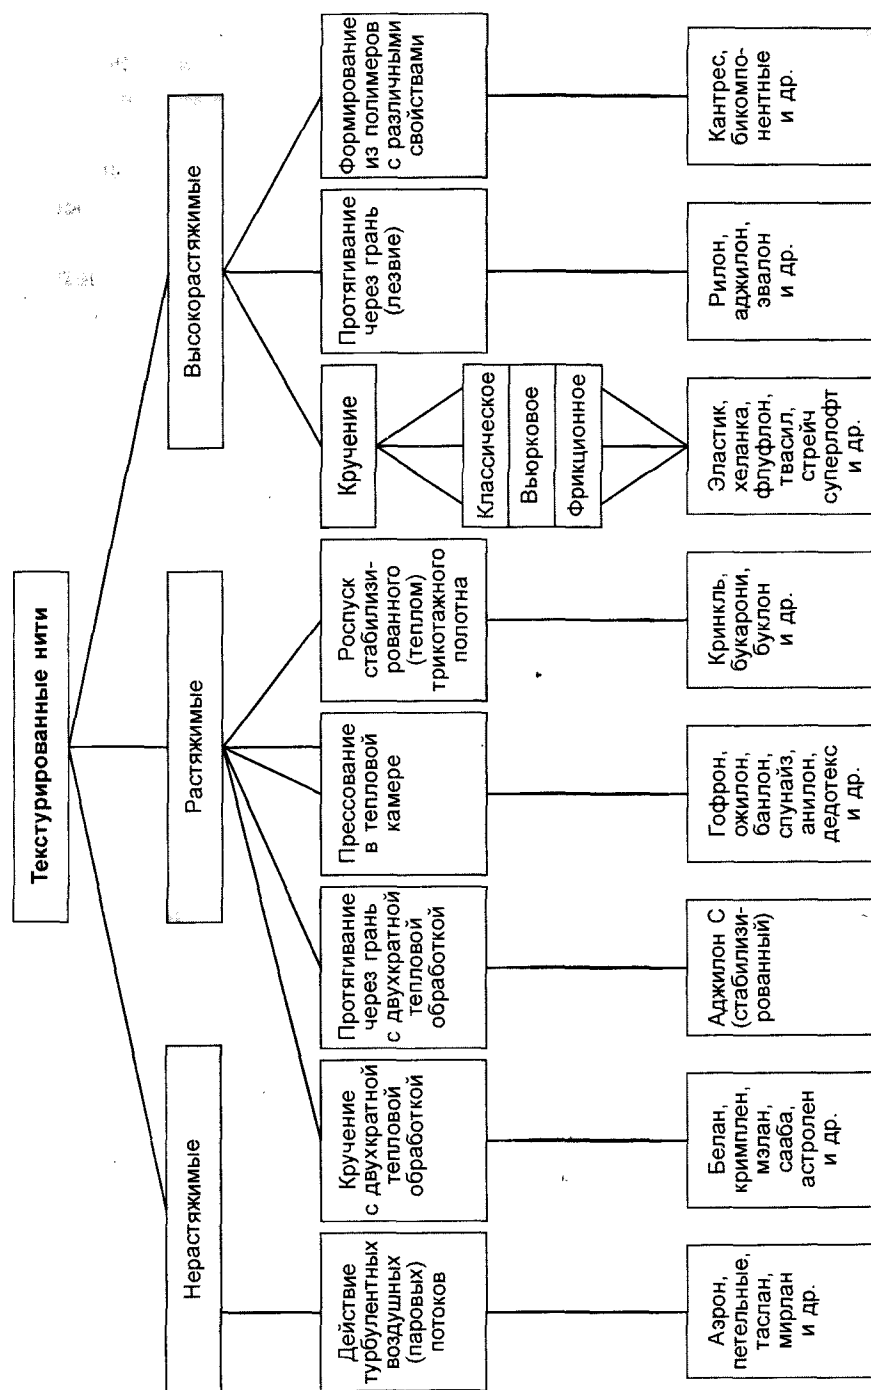 Текстурированные нити
Нерастяжимые
Растяжимые
Высокорастяжимые
Действие
турбулентных
воздушных
(паровых)
потоков
Кручение
с двухкратной
тепловой
обработкой
Протягивание
через грань
с двухкратной
тепловой
обработкой
Прессование
в тепловой
камере
Роспуск
стабилизи-
рованного
(теплом)
трикотажного
полотна
Кручение
Протягивание
через грань
(лезвие)
Формирование
из полимеров
с различными
свойствами
Классическое
Вьюрковое
Фрикционное
Аэрон,
петельные,
таслан,
мирлан
и др.
Белан,
кримплен,
мэлан,
сааба,
астролен
и др.
Аджилон С
(стабилизи-
рованный)
Гофрон,
ожилон,
банлон,
спунайз,
анилон,
дедотекс
и др.
Кринкль,
букарони,
буклон
и др.
Эластик,
хеланка,
флуфлон,
твасил,
стрейч
суперлофт
и др.
Рилон,
аджилон,
эвалон
и др.
Кантрес,
бикомпо-
нентные
и др.